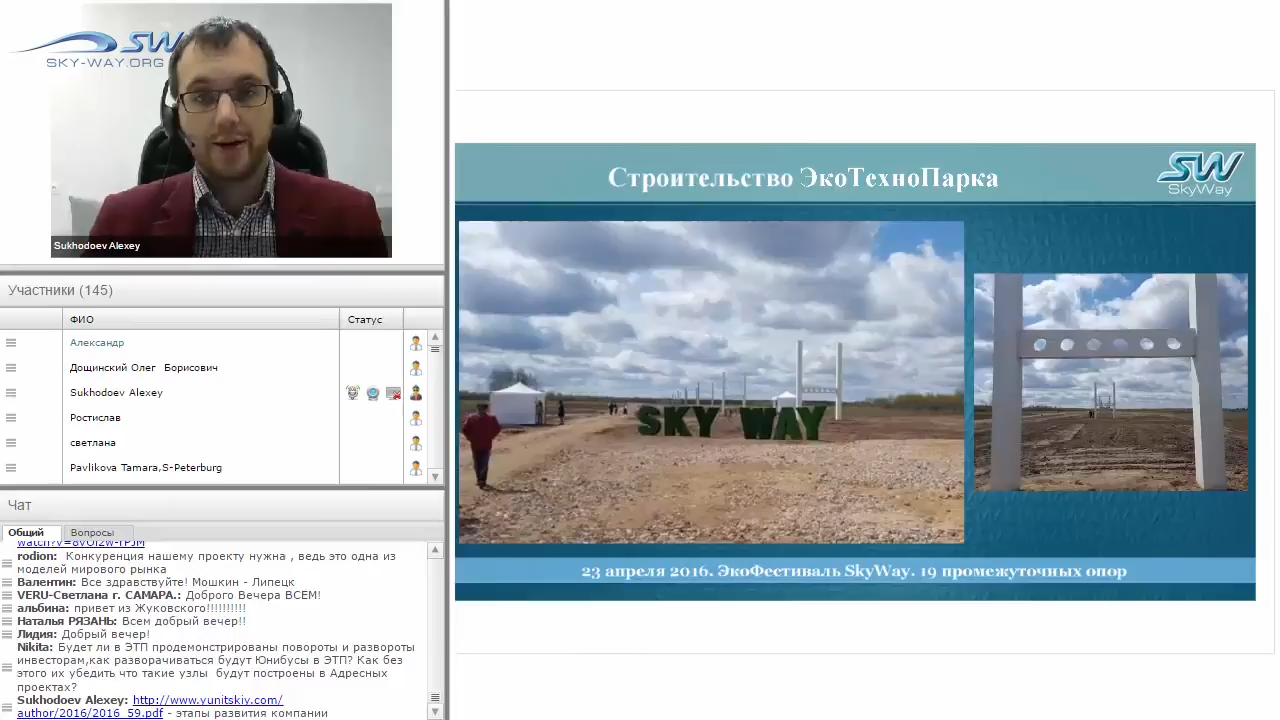 SW
SKY-WAY.ORG
Sukhodoev Alexey
Участники (145)
ФИО
Статус
Александр
Дощинский Олег Борисович
Sukhodoev Alexey
Ростислав
светлана
Pavlikova Tamara,S-Peterburg
Чат
Общий
Вопросы
rodion: Конкуренция нашему проекту нужна , ведь это одна из
моделей мирового рынка
Валентин: Все здравствуйте! Мошкин - Липецк
VERU-Светлана г. САМАРА.: Доброго Вечера ВСЕМ!
альбина: привет из Жуковского!!!!!!!!!!
Наталья РЯЗАНЬ: Всем добрый вечер!!
Лидия: Добрый вечер!
Nikita: Будет ли в ЭТП продемонстрированы повороты и развороты
инвесторам,как разворачиваться будут Юнибусы в ЭТП? Как без
этого их убедить что такие узлы будут построены в Адресных
проектах?
Sukhodoev Alexey: http://www.yunitskiy.com/
author/2016/2016_59.pdf - этапы развития компании
Строительство ЭкоТехноПарка
SW
SkyWay
SKY WAY
23 апреля 2016. ЭкоФестиваль SkyWay. 19 промежуточных опор